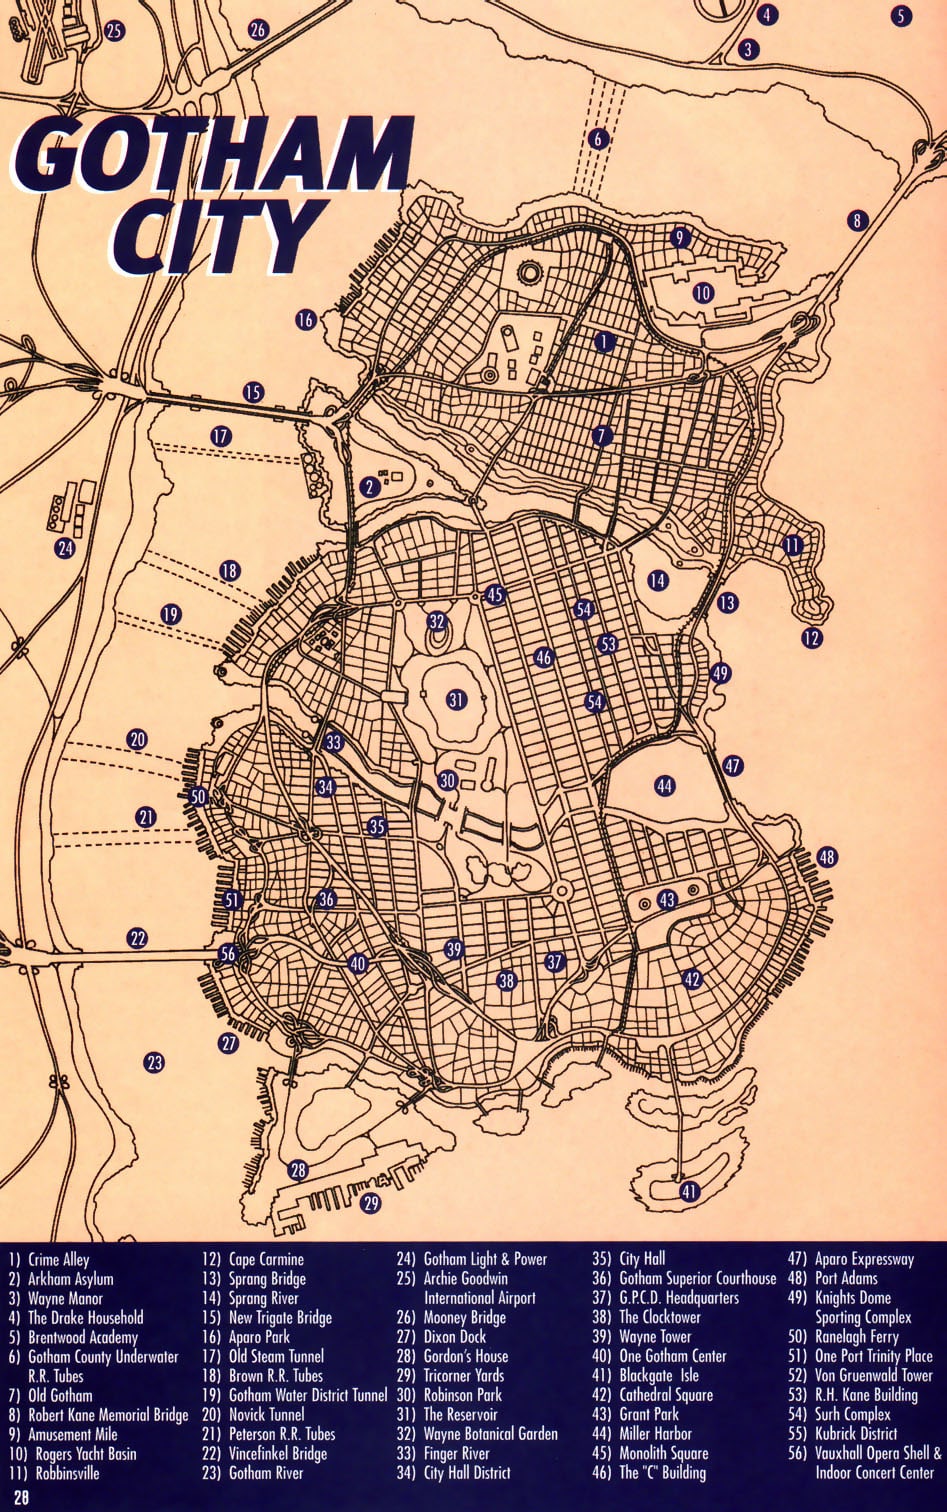 25
26
4
5
3
GOTHAM
CITY
6
8
9
10
16
1
15
17
7
2
24
11
18
14
45
13
19
54
12
32
53
46
49
31
54
20
33
47
30
34
44
50
21
35
48
51
36
43
22
56
39
37
40
38
42
27
23
28
41
29
1) Crime Alley
2) Arkham Asylum
3) Wayne Manor
4) The Drake Household
5) Brentwood Academy
6) Gotham County Underwater
R.R. Tubes
7) Old Gotham
8) Robert Kane Memorial Bridge
9) Amusement Mile
10) Rogers Yacht Basin
11) Robbinsville
12) Cape Carmine
13) Sprang Bridge
14) Sprang River
15) New Trigate Bridge
16) Aparo Park
17) Old Steam Tunnel
18) Brown R.R. Tubes
19) Gotham Water District Tunnel
20) Novick Tunnel
21) Peterson R.R. Tubes
22) Vincefinkel Bridge
23) Gotham River
24) Gotham Light & Power
25) Archie Goodwin
International Airport
26) Mooney Bridge
27) Dixon Dock
28) Gordon's House
29) Tricorner Yards
30) Robinson Park
31) The Reservoir
32) Wayne Botanical Garden
33) Finger River
34) City Hall District
35) City Hall
36) Gotham Superior Courthouse
37) G.P.C.D. Headquarters
38) The Clocktower
39) Wayne Tower
40) One Gotham Center
41) Blackgate Isle
42) Cathedral Square
43) Grant Park
44) Miller Harbor
45) Monolith Square
46) The "C" Building
47) Aparo Expressway
48) Port Adams
49) Knights Dome
Sporting Complex
50) Ranelagh Ferry
51) One Port Trinity Place
52) Von Gruenwald Tower
53) R.H. Kane Building
54) Surh Complex
55) Kubrick District
56) Vauxhall Opera Shell &
Indoor Concert Center
28